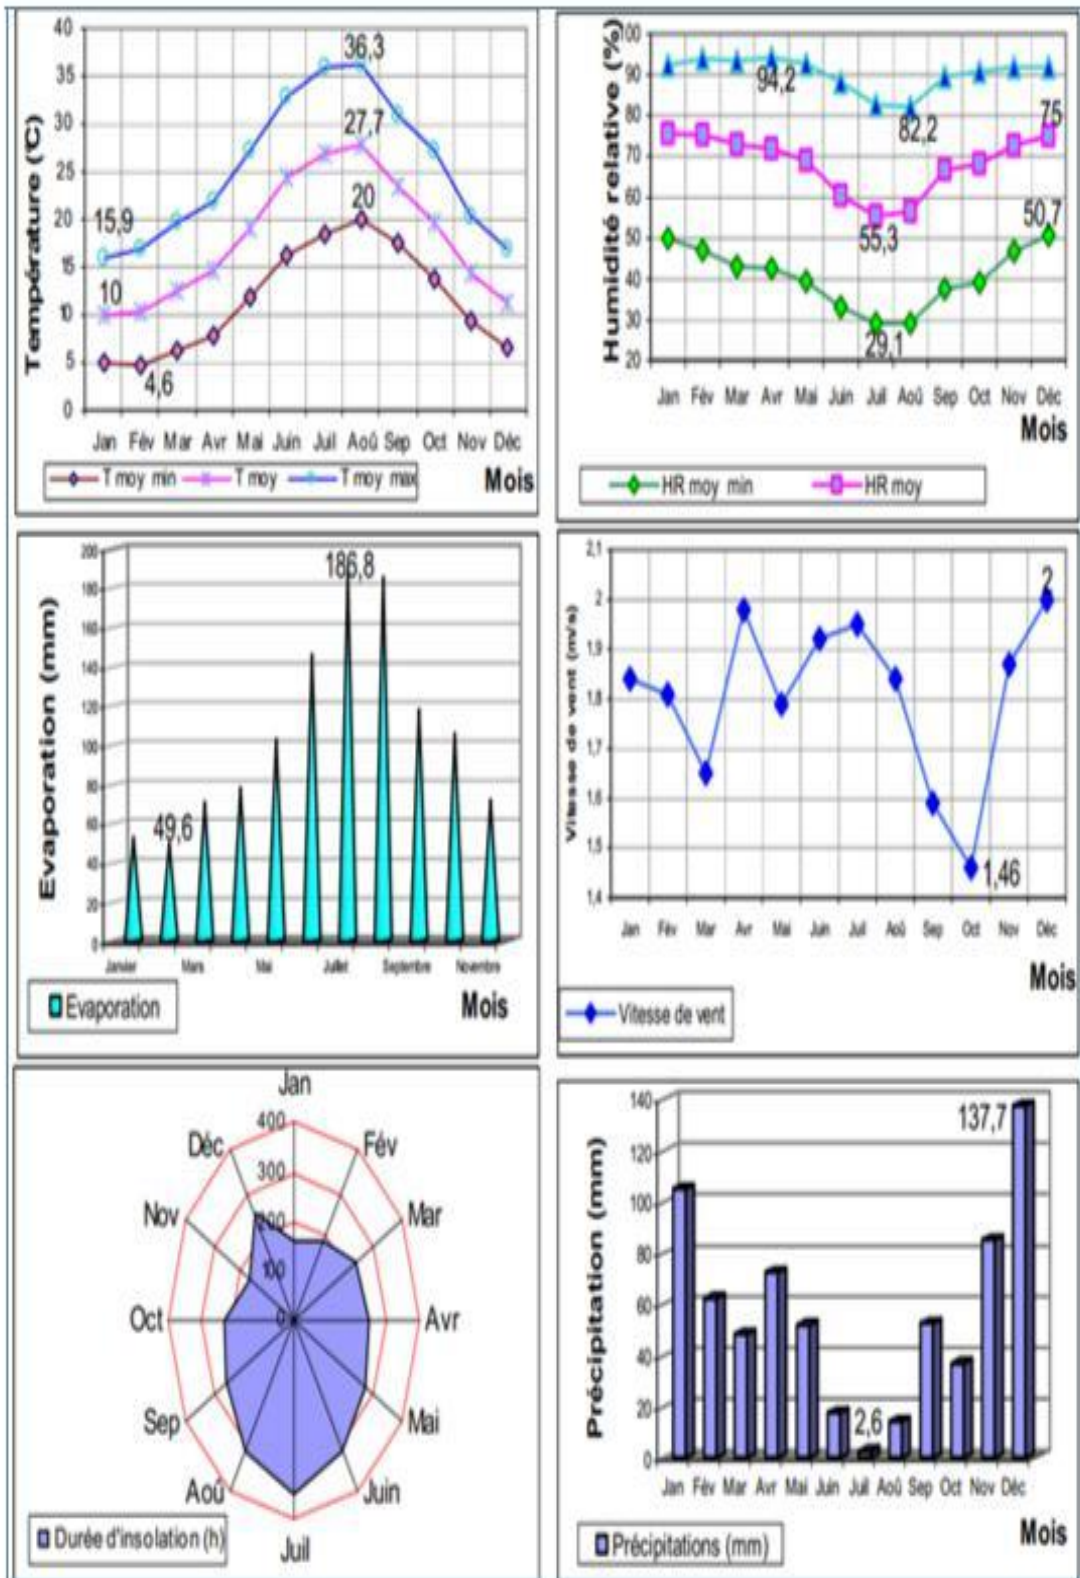 Température (°C)
40
35
30
25
20
15
10
5
0
36,3
27,7
20
15,9
10
4,6
Jan Fév Mar Avr Mai Juin Juil Aoû Sep Oct Nov Déc
T moy min T moy T moy max
Mois
Humidité relative (%)
100
90
80
70
60
50
40
30
20
94,2
82,2
75
55,3
50,7
29,1
Jan Fév Mar Avr Mai Juin Juil Aoû Sep Oct Nov Déc
Mois
HR moy min HR moy
Evaporation (mm)
200
180
160
140
120
100
80
60
40
20
0
186,8
49,6
Janvier Mars Mai Juillet Septembre Novembre
Evaporation
Mois
Vitesse de vent (m/s)
2,1
2
1,9
1,8
1,7
1,6
1,5
1,4
2
1,46
Jan Fév Mar Avr Mai Juin Juil Aoû Sep Oct Nov Déc
Mois
Vitesse de vent
Jan
Fév
Mar
Avr
Mai
Juin
Juil
Aoû
Sep
Oct
Nov
Déc
400
300
200
100
0
Durée d'insolation (h)
Précipitation (mm)
140
120
100
80
60
40
20
0
137,7
2,6
Jan Fév Mar Avr Mai Juin Juil Aoû Sep Oct Nov Déc
Mois
Précipitations (mm)